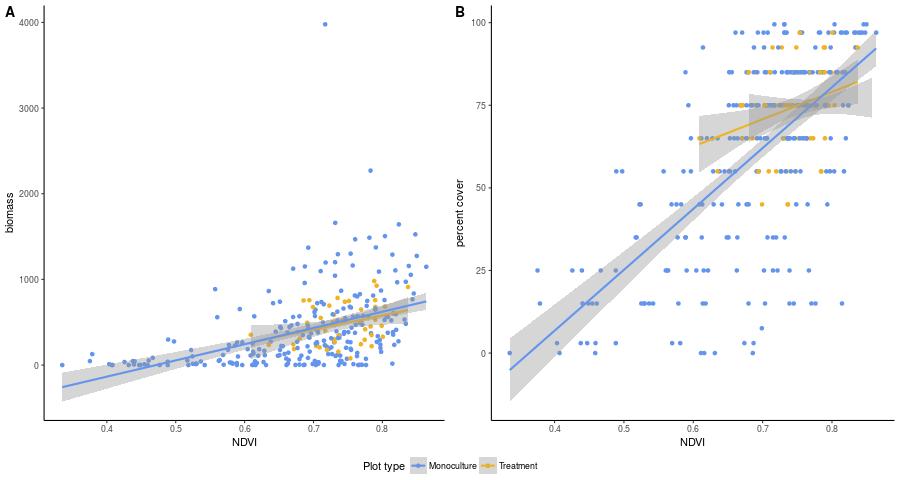 A
B
4000
3000
2000
1000
0
biomass
0.4 0.5 0.6 0.7 0.8
NDVI
100
75
50
25
0
percent cover
0.4 0.5 0.6 0.7 0.8
NDVI
Plot type Monoculture Treatment